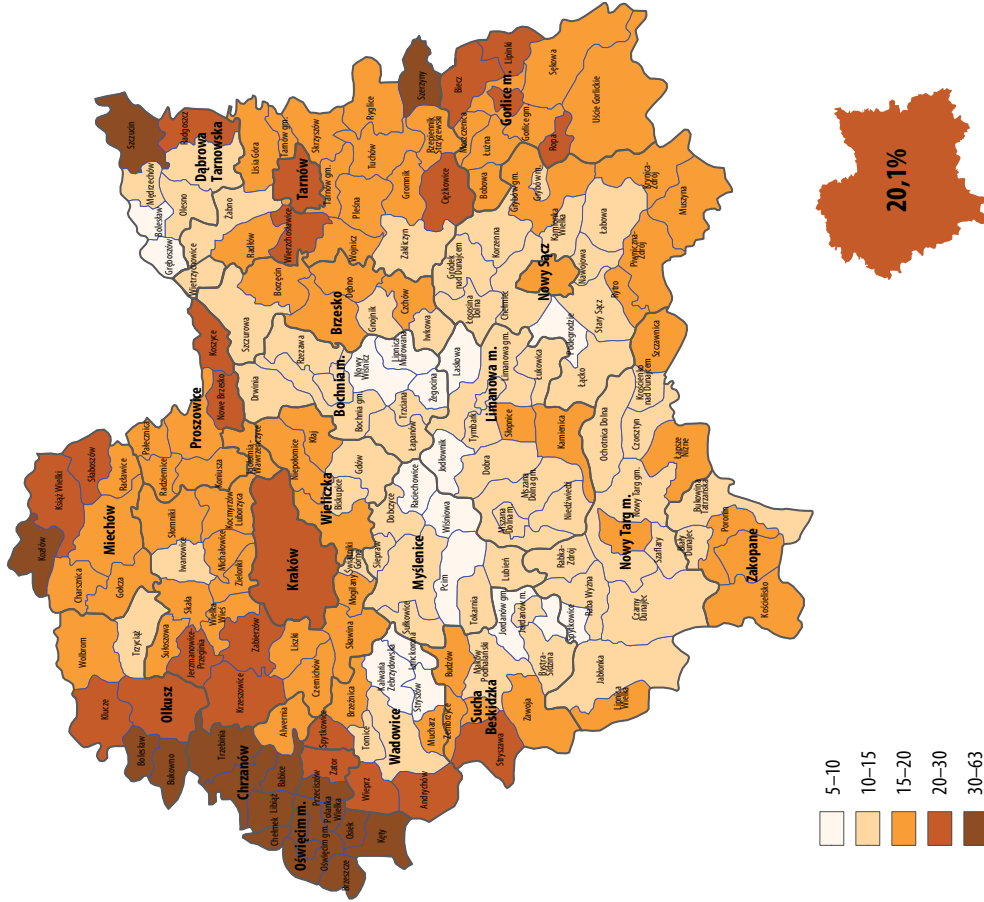 Kozłów
Książ Wielki
Słaboszów
Charsznica
Miechów
Racławice
Pałecznica
Gołcza
Radziemice
Proszowice
Nowe Brzesko
Koszyce
Wolbrom
Trzyciąż
Słomniki
Iwanowice
Koniusza
Kocmyrzów
Luborzyca
Igołomia-
Wawrzeńczyce
Skała
Sułoszowa
Michałowice
Zielonki
Wielka
Wieś
Jerzmanowice-
Przeginia
Zabierzów
Kraków
Niepołomice
Kłaj
Wieliczka
Biskupice
Gdów
Klucze
Olkusz
Bolesław
Bukowno
Krzeszowice
Liszki
Czernichów
Skawina
Mogilany
Świątniki
Górne
Siepraw
Dobczyce
Raciechowice
Wiśniowa
Myślenice
Pcim
Sułkowice
Tokarnia
Lubień
Trzebinia
Chrzanów
Alwernia
Babice
Libiąż
Chełmek
Oświęcim m.
Oświęcim gm.
Przeciszów
Polanka
Wielka
Zator
Spytkowice
Osiek
Brzeszcze
Kęty
Wieprz
Andrychów
Tomice
Brzeźnica
Wadowice
Kalwaria
Zebrzydowska
Lanckorona
Stryszów
Mucharz
Zembrzyce
Budzów
Maków
Podhalański
Sucha
Beskidzka
Stryszawa
Zawoja
Bystra-
Sidzina
Jordanów gm.
Jordanów m.
Spytkowice
Raba Wyżna
Rabka-
Zdrój
Jabłonka
Lipnica
Wielka
Czarny
Dunajec
Szaflary
Nowy Targ m.
Nowy Targ gm.
Biały
Dunajec
Bukowina
Tatrzańska
Poronin
Zakopane
Kościelisko
Łapsze
Niżne
Czorsztyn
Ochotnica Dolna
Krościenko
nad Dunajcem
Szczawnica
Mszana
Dolna m.
Mszana
Dolna gm.
Niedźwiedź
Dobra
Jodłownik
Tymbark
Słopnice
Kamienica
Limanowa m.
Limanowa gm.
Laskowa
Łukowica
Drwinia
Szczurowa
Rzezawa
Bochnia m.
Bochnia gm.
Nowy
Wiśnicz
Lipnica
Murowana
Łapanów
Trzciana
Żegocina
Brzesko
Borzęcin
Dębno
Gnojnik
Czchów
Iwkowa
Szczucin
Mędrzechów
Bolesław
Gręboszów
Radgoszcz
Dąbrowa
Tarnowska
Olesno
Wietrzychowice
Żabno
Lisia Góra
Radłów
Tarnów gm.
Tarnów
Wierzchosławice
Skrzyszów
Tarnów gm.
Wojnicz
Pleśna
Tuchów
Ryglice
Zakliczyn
Gromnik
Rzepiennik
Strzyżewski
Szerzyny
Ciężkowice
Biecz
Lipinki
Moszczenica
Łużna
Gorlice m.
Gorlice gm.
Sękowa
Bobowa
Ropa
Uście Gorlickie
Gródek
nad Dunajcem
Korzenna
Grybów gm.
Grybów m.
Łososina
Dolna
Chełmiec
Nowy Sącz
Kamionka
Wielka
Nawojowa
Łabowa
Krynica-
Zdrój
Podegrodzie
Stary Sącz
Łącko
Rytro
Piwniczna-
Zdrój
Muszyna
20,1%
5–10
10–15
15–20
20–30
30–63